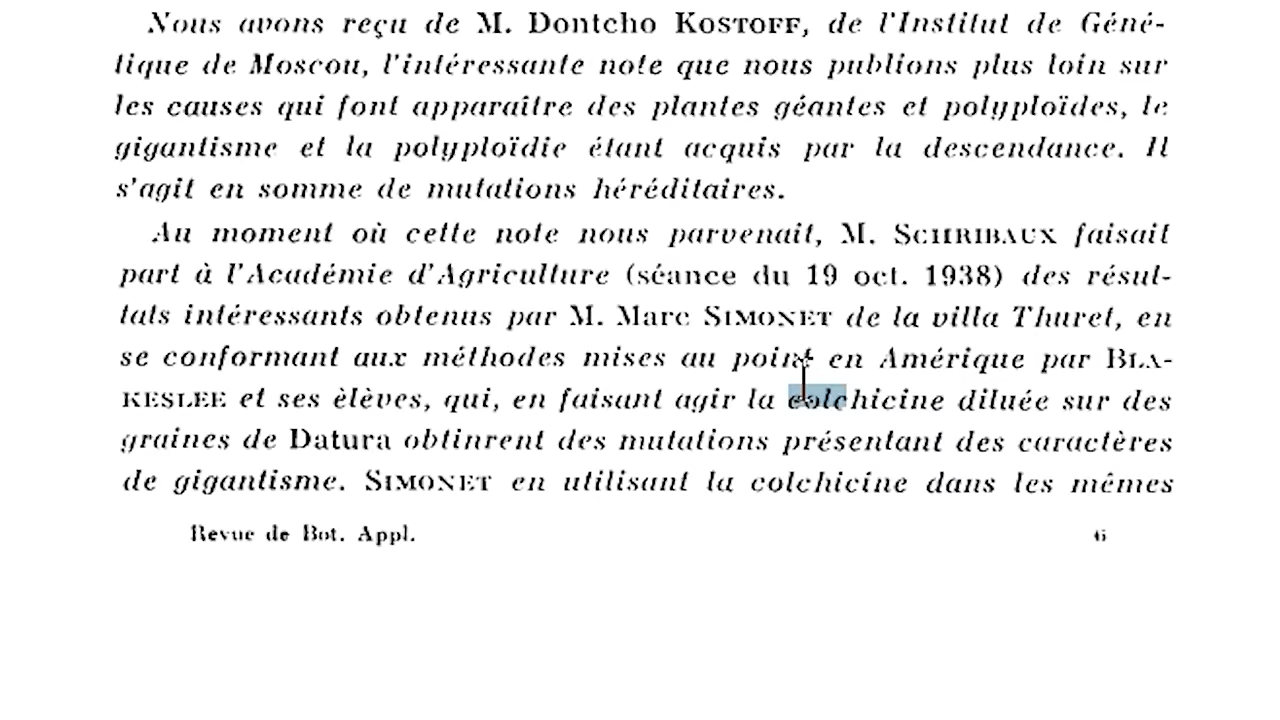 Nous avons reçu de M. Dontcho KOSTOFF, de l'Institut de Géné-
tique de Moscou, l'intéressante note que nous publions plus loin sur
les causes qui font apparaître des plantes géantes et polyploïdes, le
gigantisme et la polyploïdie étant acquis par la descendance. Il
s'agit en somme de mutations héréditaires.
Au moment où cette note nous parvenait, M. SCHRIBAUX faisait
part à l'Académie d'Agriculture (séance du 19 oct. 1938) des résul-
tats intéressants obtenus par M. Marc SIMONET de la villa Thuret, en
se conformant aux méthodes mises au point en Amérique par BLA-
KESLEE et ses èlèves, qui, en faisant agir la colchicine diluée sur des
graines de Datura obtinrent des mutations présentant des caractères
de gigantisme. SIMONET en utilisant la colchicine dans les mêmes
Revue de Bot. Appl. 6